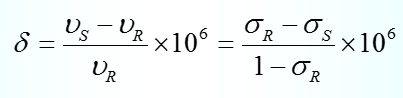 δ = (υ_S − υ_R)/υ_R ×10^6 = (σ_R − σ_S)/(1 − σ_R) ×10^6